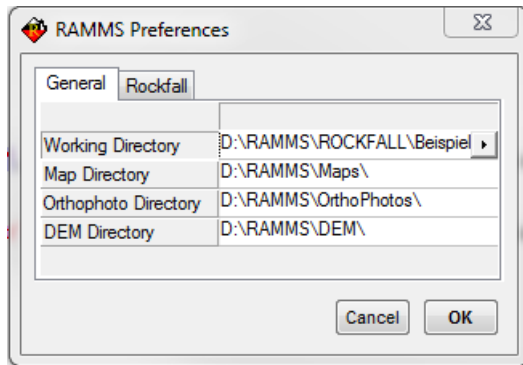 RAMMS Preferences
General Rockfall
Working Directory D:\RAMMS\ROCKFALL\Beispiel
Map Directory D:\RAMMS\Maps\
Orthophoto Directory D:\RAMMS\OrthoPhotos\
DEM Directory D:\RAMMS\DEM\
Cancel OK